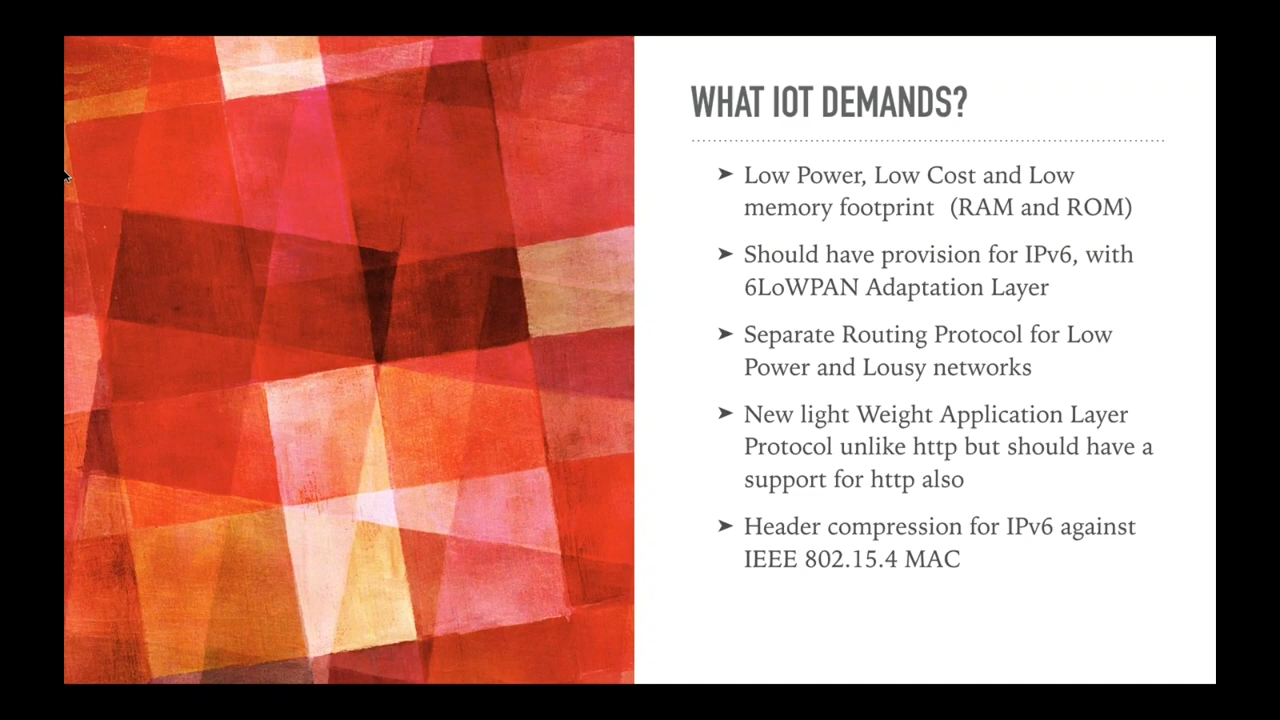 WHAT IOT DEMANDS?
➤ Low Power, Low Cost and Low
memory footprint (RAM and ROM)
➤ Should have provision for IPv6, with
6LoWPAN Adaptation Layer
➤ Separate Routing Protocol for Low
Power and Lousy networks
➤ New light Weight Application Layer
Protocol unlike http but should have a
support for http also
➤ Header compression for IPv6 against
IEEE 802.15.4 MAC